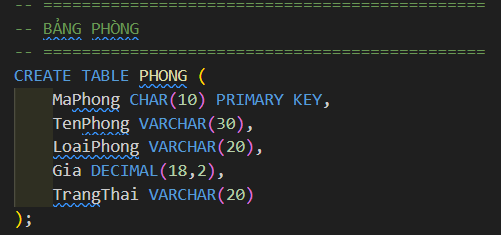 -- =============================================
-- BẢNG PHÒNG
-- =============================================
CREATE TABLE PHONG (
    MaPhong CHAR(10) PRIMARY KEY,
    TenPhong VARCHAR(30),
    LoaiPhong VARCHAR(20),
    Gia DECIMAL(18,2),
    TrangThai VARCHAR(20)
);